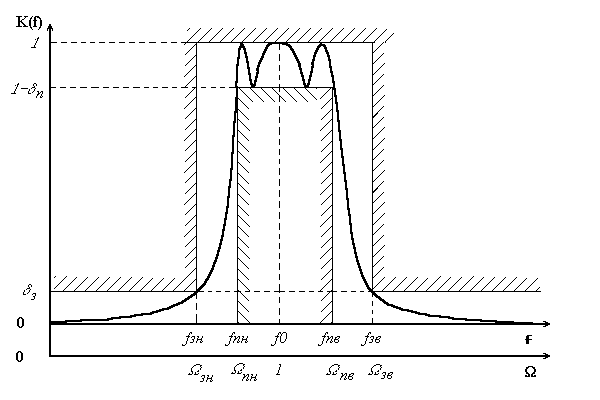 K(f)
1
1-δп
δз
0
fзн fпн f0 fпв fзв f
0
Ωзн Ωпн 1 Ωпв Ωзв Ω